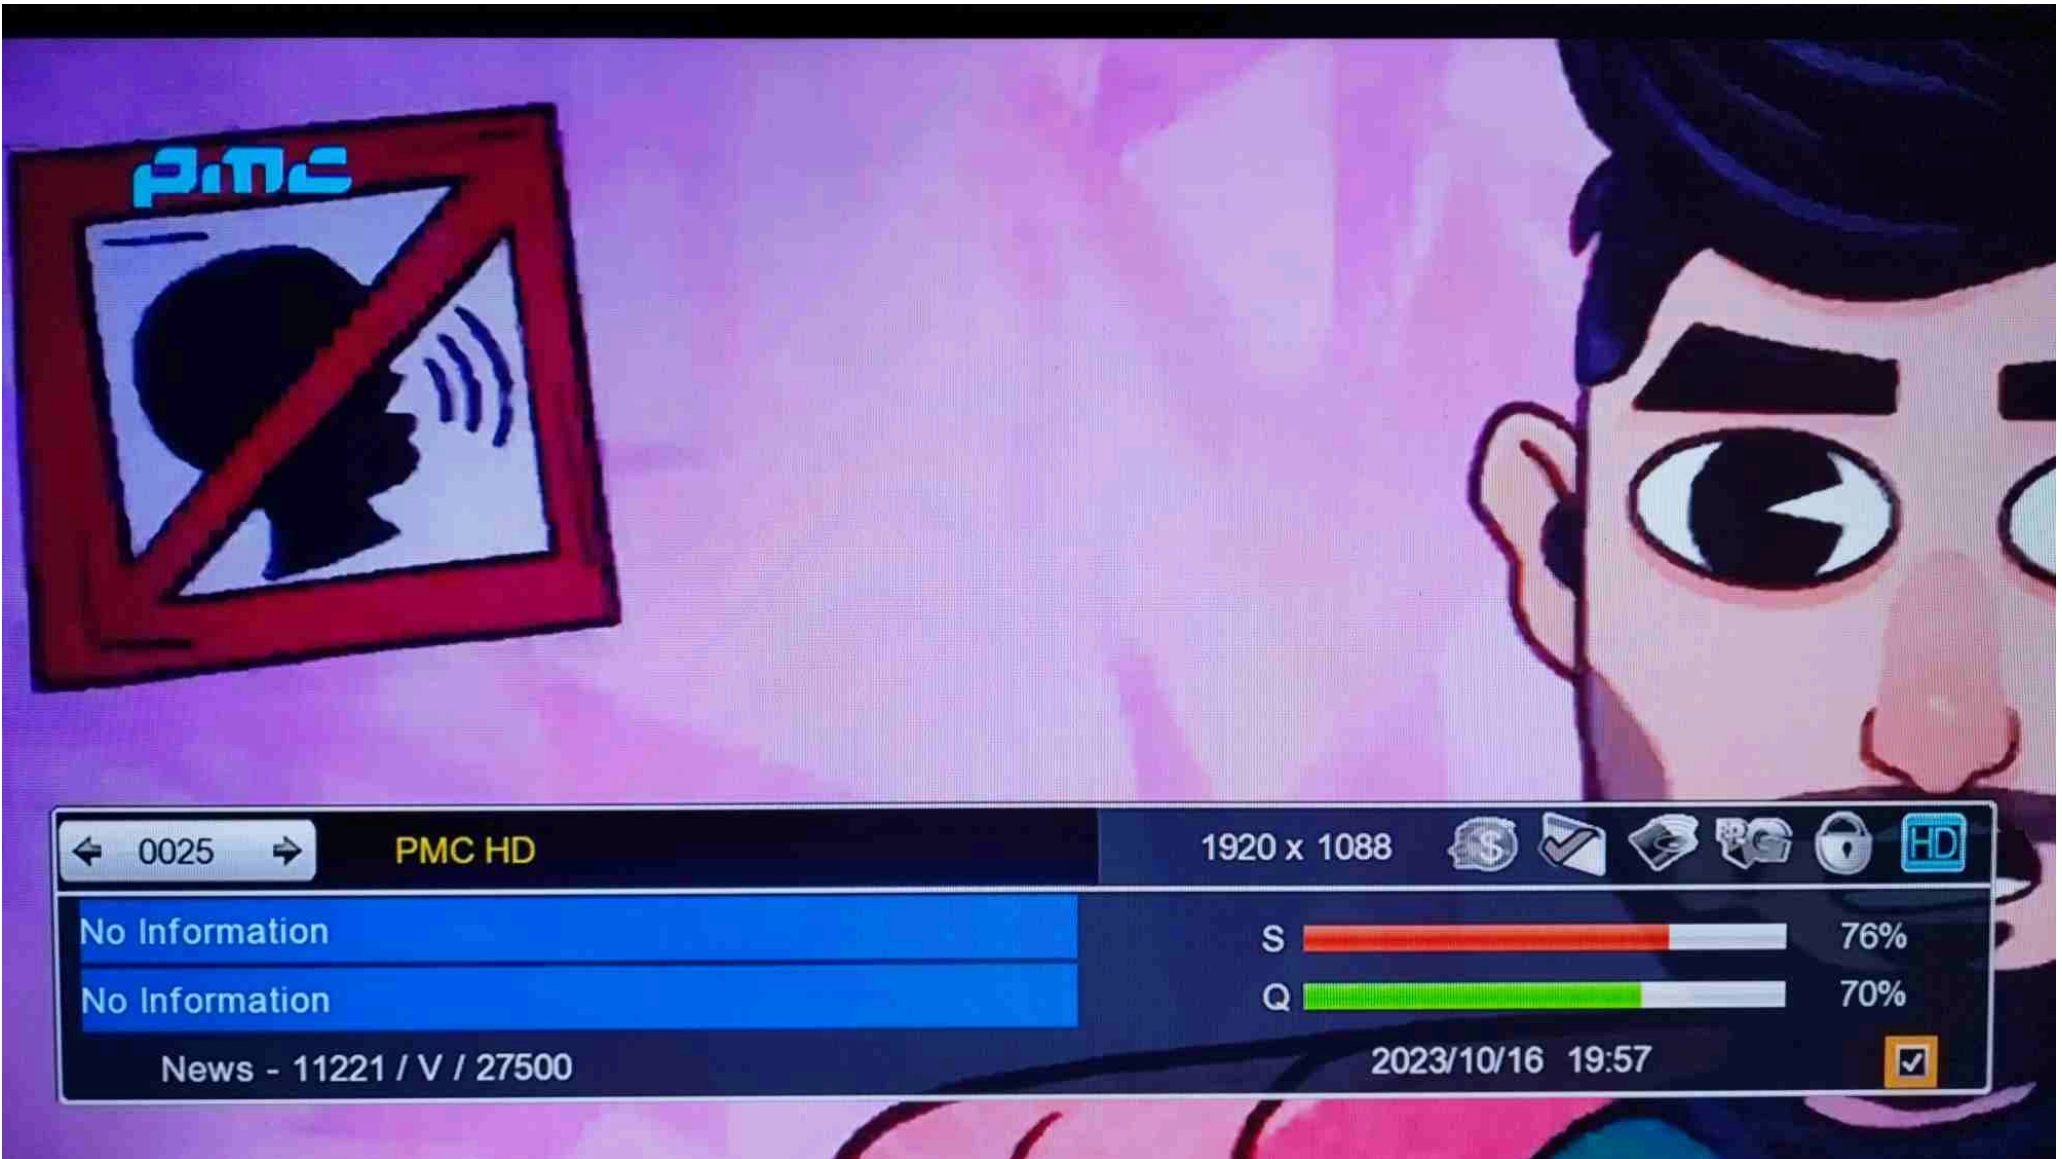 pmc
0025 PMC HD 1920 x 1088 $ HD
No Information
S 76%
No Information
Q 70%
News - 11221 / V / 27500 2023/10/16 19:57